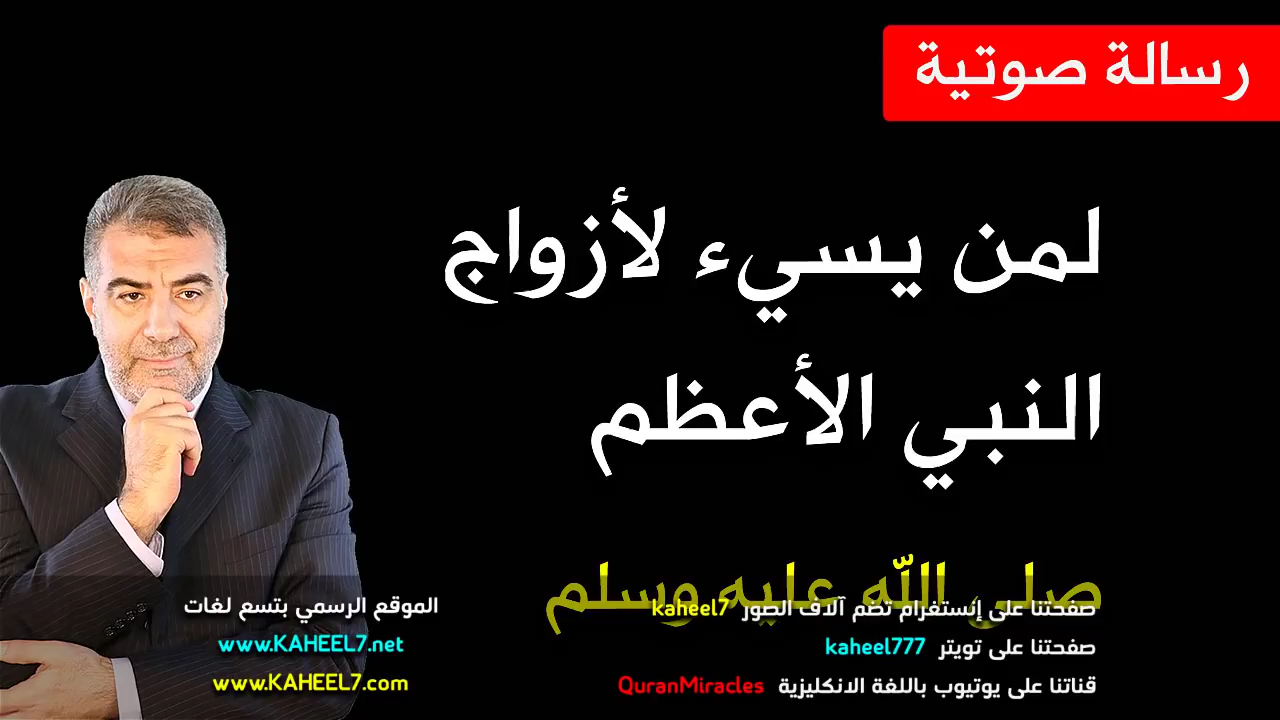 رسالة صوتية
لمن يسيء لأزواج
النبي الأعظم
صلى الله عليه وسلم
صفحتنا على إنستغرام تضم آلاف الصور kaheel7
صفحتنا على تويتر kaheel777
قناتنا على يوتيوب باللغة الانكليزية QuranMiracles
الموقع الرسمي بتسع لغات
www.KAHEEL7.net
www.KAHEEL7.com